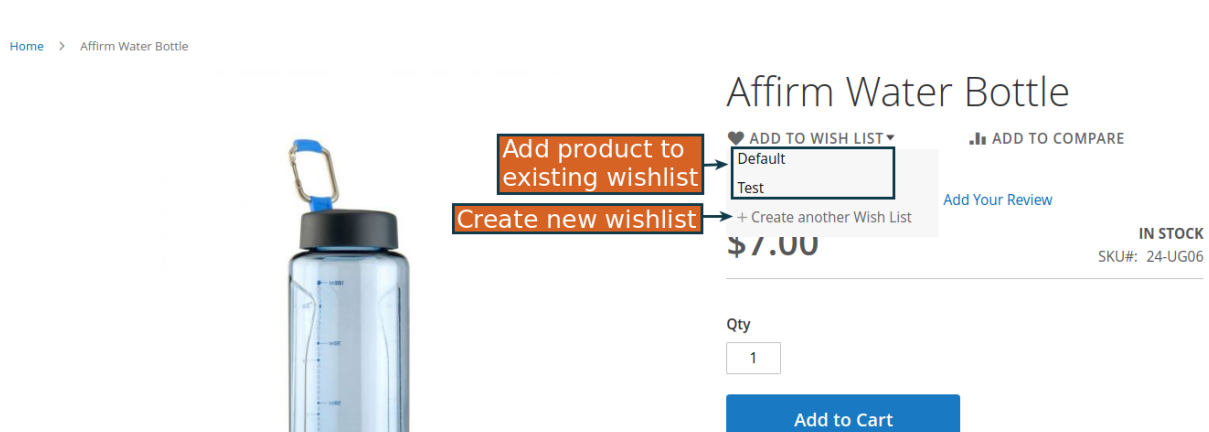 Home > Affirm Water Bottle
Affirm Water Bottle
ADD TO WISH LIST
ADD TO COMPARE
Add product to
existing wishlist
Default
Test
Create new wishlist
+ Create another Wish List
Add Your Review
$7.00
IN STOCK
SKU#: 24-UG06
Qty
1
Add to Cart